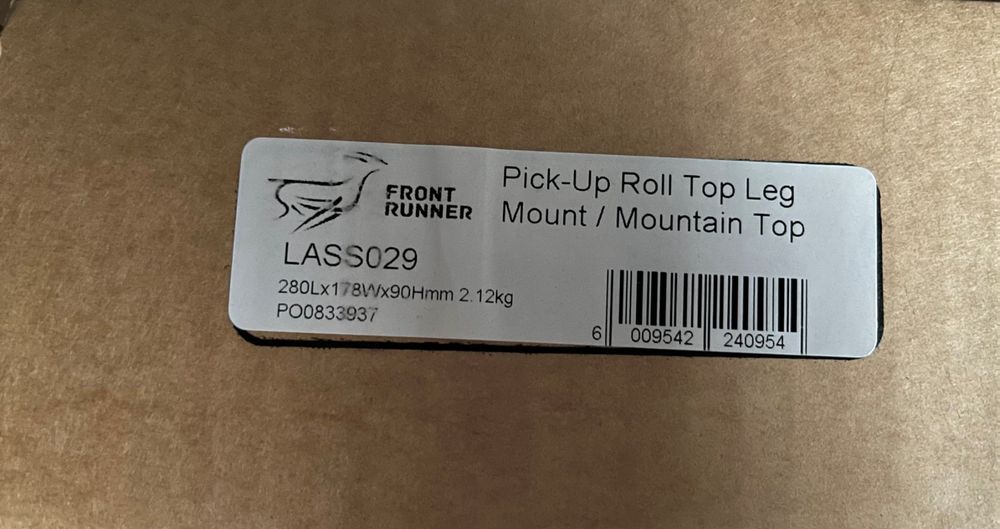 FRONT
RUNNER
Pick-Up Roll Top Leg
Mount / Mountain Top
LASS029
280Lx178Wx90Hmm 2.12kg
PO0833937
6 009542 240954